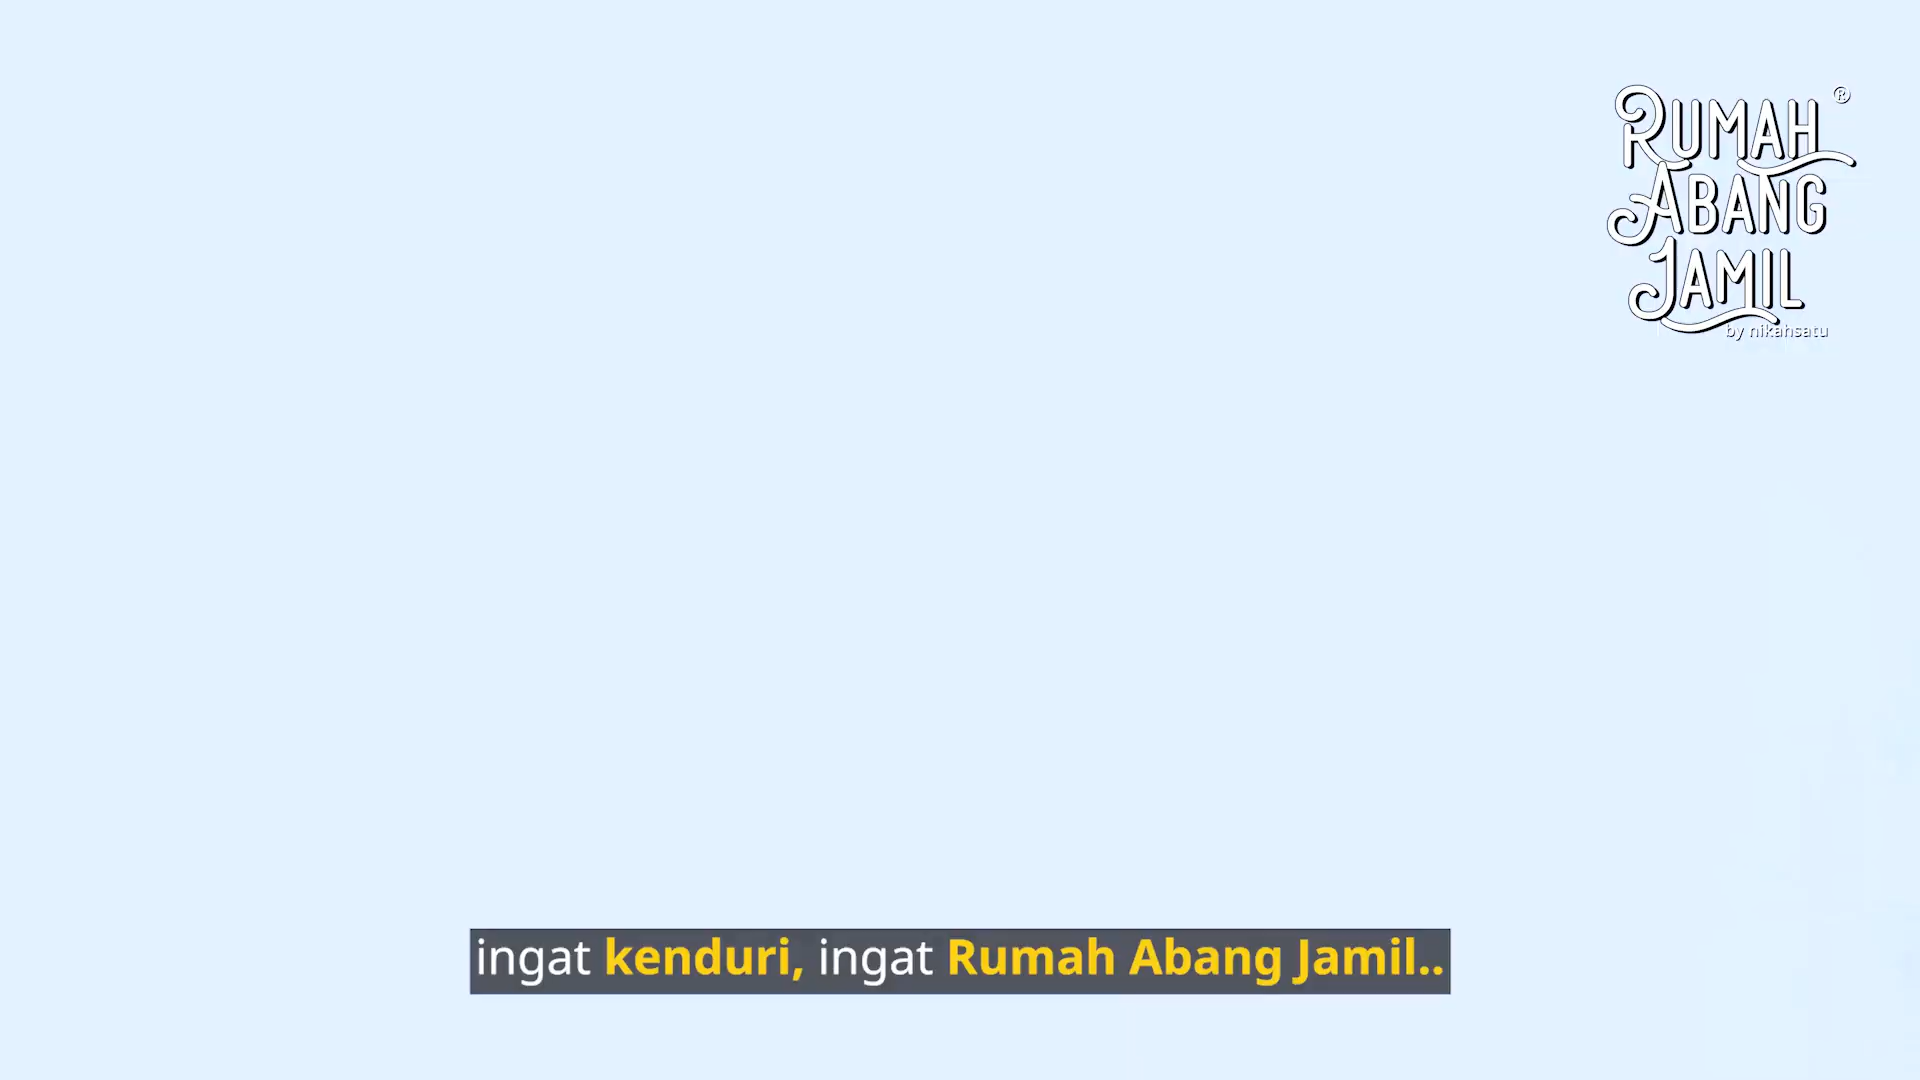 RUMAH ®
ABANG
JAMIL
by nikahsatu
ingat kenduri, ingat Rumah Abang Jamil..